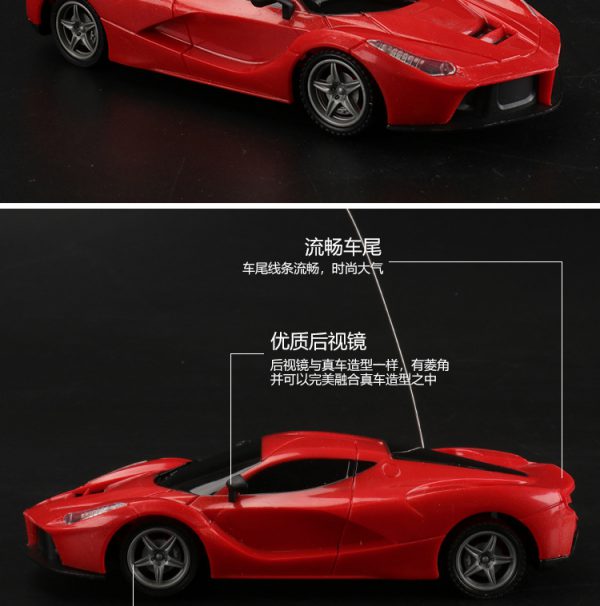 流畅车尾
车尾线条流畅，时尚大气
优质后视镜
后视镜与真车造型一样，有菱角
并可以完美融合真车造型之中